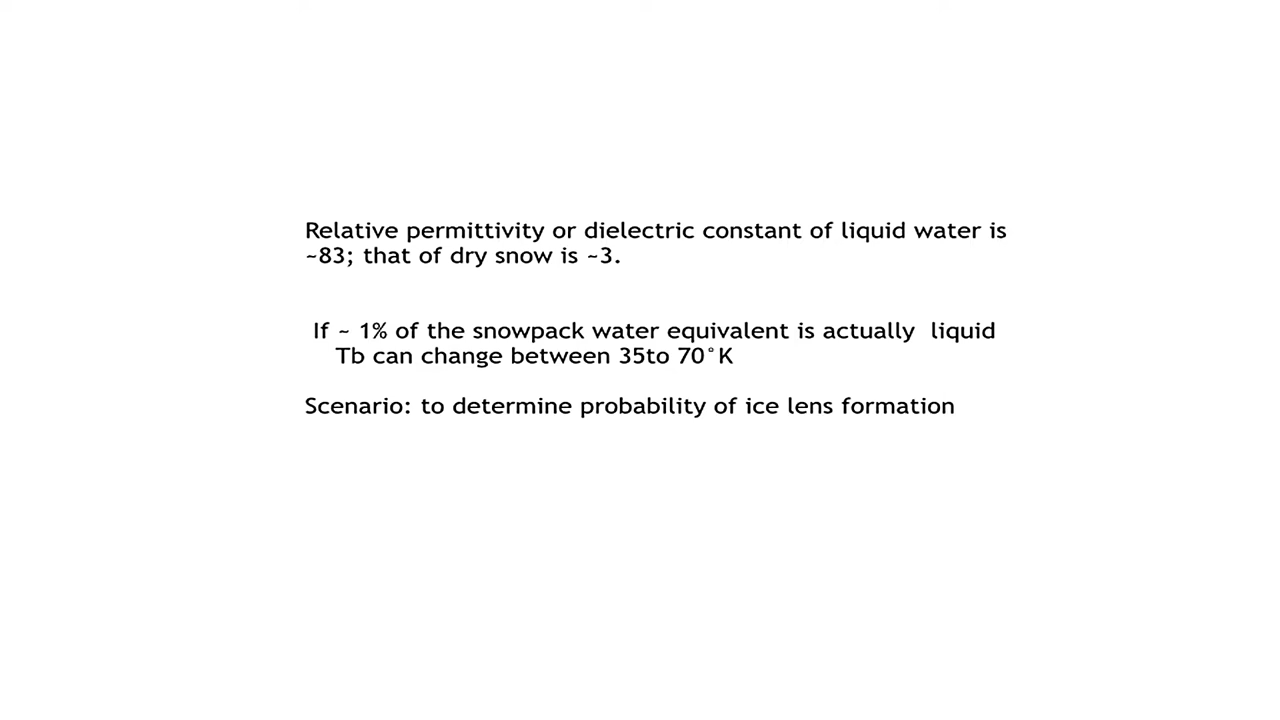 Relative permittivity or dielectric constant of liquid water is
~83; that of dry snow is ~3.
If ~ 1% of the snowpack water equivalent is actually  liquid
Tb can change between 35to 70°K
Scenario: to determine probability of ice lens formation